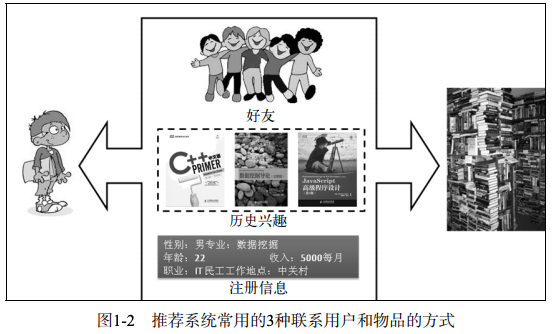 好友
C++
中文版
PRIMER
数据挖掘导论
JavaScript
高级程序设计
历史兴趣
性别：男专业：数据挖掘
年龄：22 收入：5000每月
职业：IT民工工作地点：中关村
注册信息
图1-2 推荐系统常用的3种联系用户和物品的方式